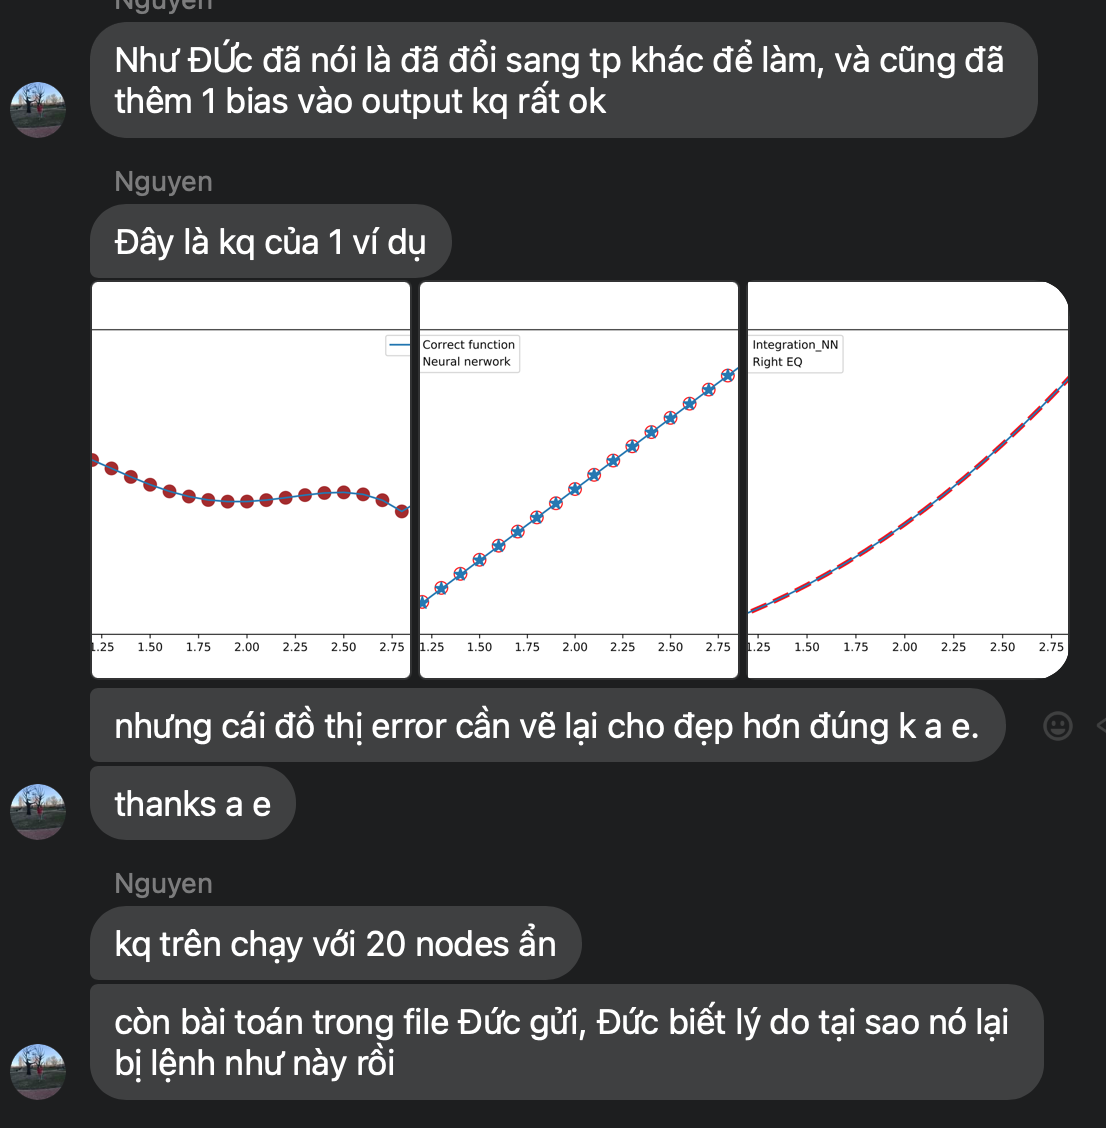 Nguyen
Như ĐỨc đã nói là đã đổi sang tp khác để làm, và cũng đã
thêm 1 bias vào output kq rất ok
Nguyen
Đây là kq của 1 ví dụ
Correct function
Neural nerwork
Integration_NN
Right EQ
1.25 1.50 1.75 2.00 2.25 2.50 2.75
1.25 1.50 1.75 2.00 2.25 2.50 2.75
1.25 1.50 1.75 2.00 2.25 2.50 2.75
nhưng cái đồ thị error cần vẽ lại cho đẹp hơn đúng k a e.
thanks a e
Nguyen
kq trên chạy với 20 nodes ẩn
còn bài toán trong file Đức gửi, Đức biết lý do tại sao nó lại
bị lệnh như này rồi